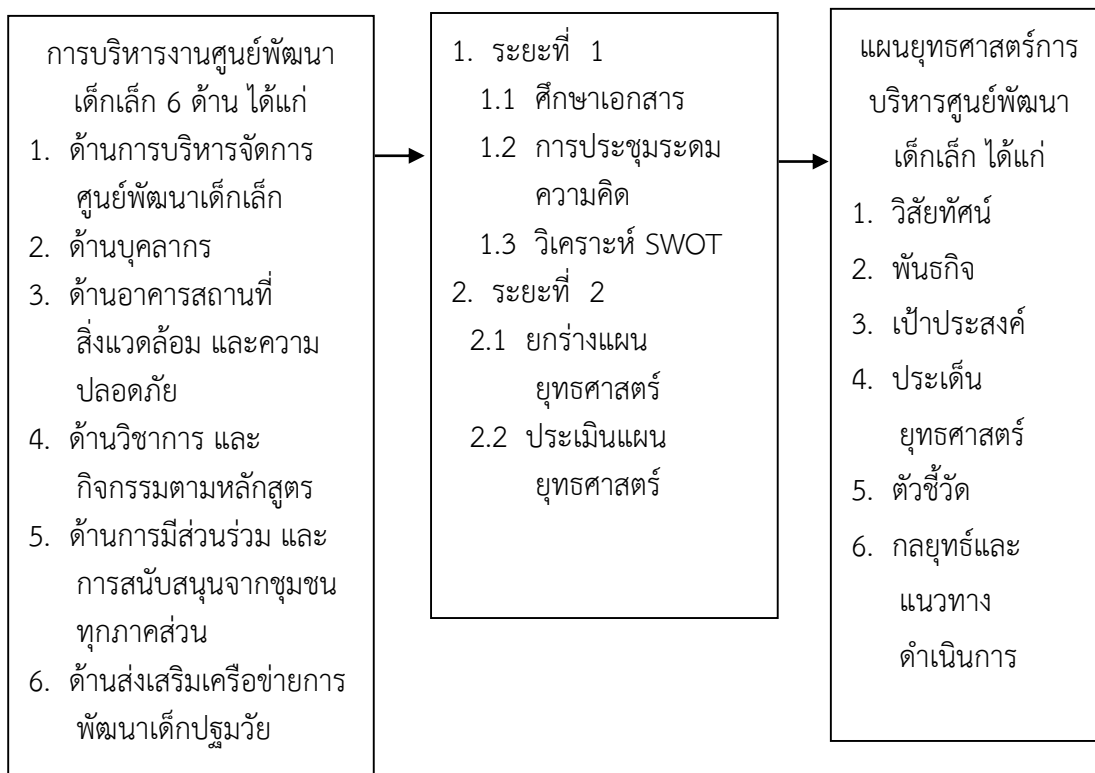 การบริหารงานศูนย์พัฒนา
เด็กเล็ก 6 ด้าน ได้แก่
1. ด้านการบริหารจัดการ
ศูนย์พัฒนาเด็กเล็ก
2. ด้านบุคลากร
3. ด้านอาคารสถานที่
สิ่งแวดล้อม และความ
ปลอดภัย
4. ด้านวิชาการ และ
กิจกรรมตามหลักสูตร
5. ด้านการมีส่วนร่วม และ
การสนับสนุนจากชุมชน
ทุกภาคส่วน
6. ด้านส่งเสริมเครือข่ายการ
พัฒนาเด็กปฐมวัย
1. ระยะที่ 1
1.1 ศึกษาเอกสาร
1.2 การประชุมระดม
ความคิด
1.3 วิเคราะห์ SWOT
2. ระยะที่ 2
2.1 ยกร่างแผน
ยุทธศาสตร์
2.2 ประเมินแผน
ยุทธศาสตร์
แผนยุทธศาสตร์การ
บริหารศูนย์พัฒนา
เด็กเล็ก ได้แก่
1. วิสัยทัศน์
2. พันธกิจ
3. เป้าประสงค์
4. ประเด็น
ยุทธศาสตร์
5. ตัวชี้วัด
6. กลยุทธ์และ
แนวทาง
ดำเนินการ